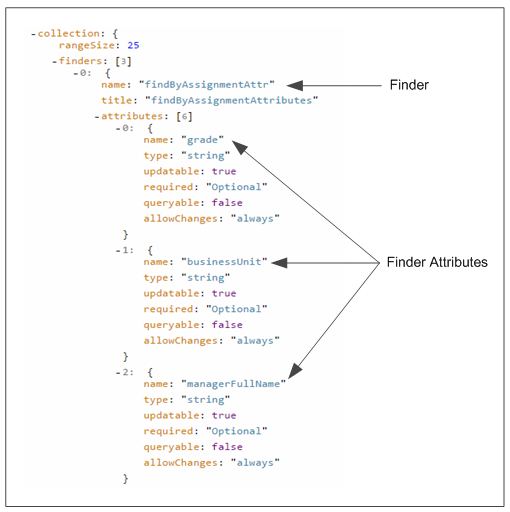 -collection: {
rangeSize: 25
-finders: [3]
-0: {
name: "findByAssignmentAttr"
Finder
title: "findByAssignmentAttributes"
-attributes: [6]
-0: {
name: "grade"
type: "string"
updatable: true
required: "Optional"
queryable: false
allowChanges: "always"
}
-1: {
name: "businessUnit"
Finder Attributes
type: "string"
updatable: true
required: "Optional"
queryable: false
allowChanges: "always"
}
-2: {
name: "managerFullName"
type: "string"
updatable: true
required: "Optional"
queryable: false
allowChanges: "always"
}